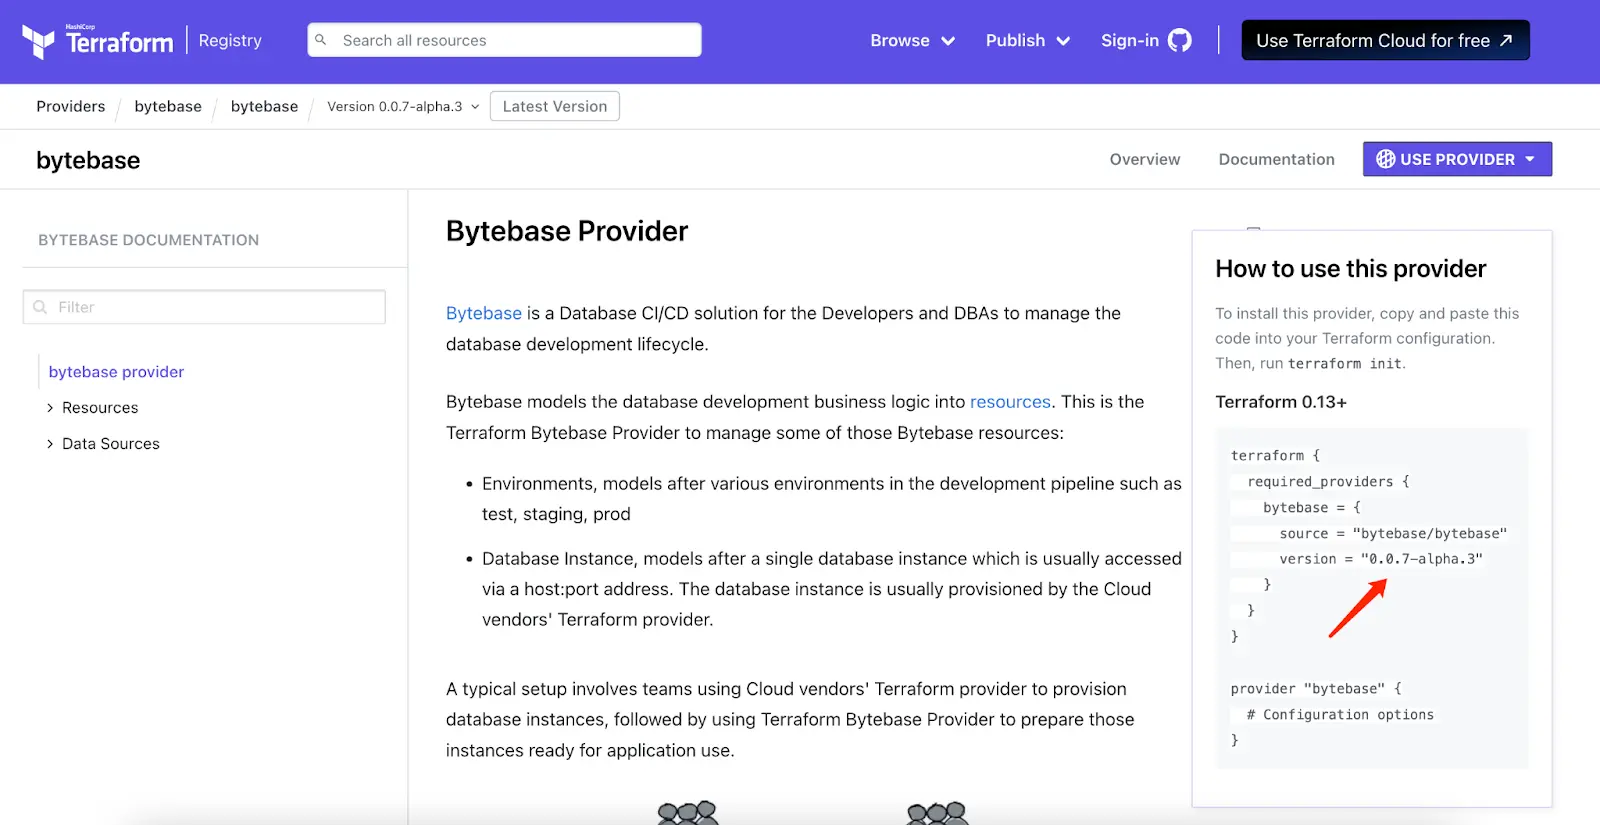 HashiCorp
Terraform
Registry
Search all resources
Browse
Publish
Sign-in
Use Terraform Cloud for free
Providers / bytebase / bytebase / Version 0.0.7-alpha.3
Latest Version
bytebase
Overview
Documentation
USE PROVIDER
BYTEBASE DOCUMENTATION
Filter
bytebase provider
Resources
Data Sources
Bytebase Provider
Bytebase is a Database CI/CD solution for the Developers and DBAs to manage the
database development lifecycle.
Bytebase models the database development business logic into resources. This is the
Terraform Bytebase Provider to manage some of those Bytebase resources:
• Environments, models after various environments in the development pipeline such as
test, staging, prod
• Database Instance, models after a single database instance which is usually accessed
via a host:port address. The database instance is usually provisioned by the Cloud
vendors' Terraform provider.
A typical setup involves teams using Cloud vendors' Terraform provider to provision
database instances, followed by using Terraform Bytebase Provider to prepare those
instances ready for application use.
How to use this provider
To install this provider, copy and paste this
code into your Terraform configuration.
Then, run terraform init.
Terraform 0.13+
terraform {
  required_providers {
    bytebase = {
      source = "bytebase/bytebase"
      version = "0.0.7-alpha.3"
    }
  }
}
provider "bytebase" {
  # Configuration options
}